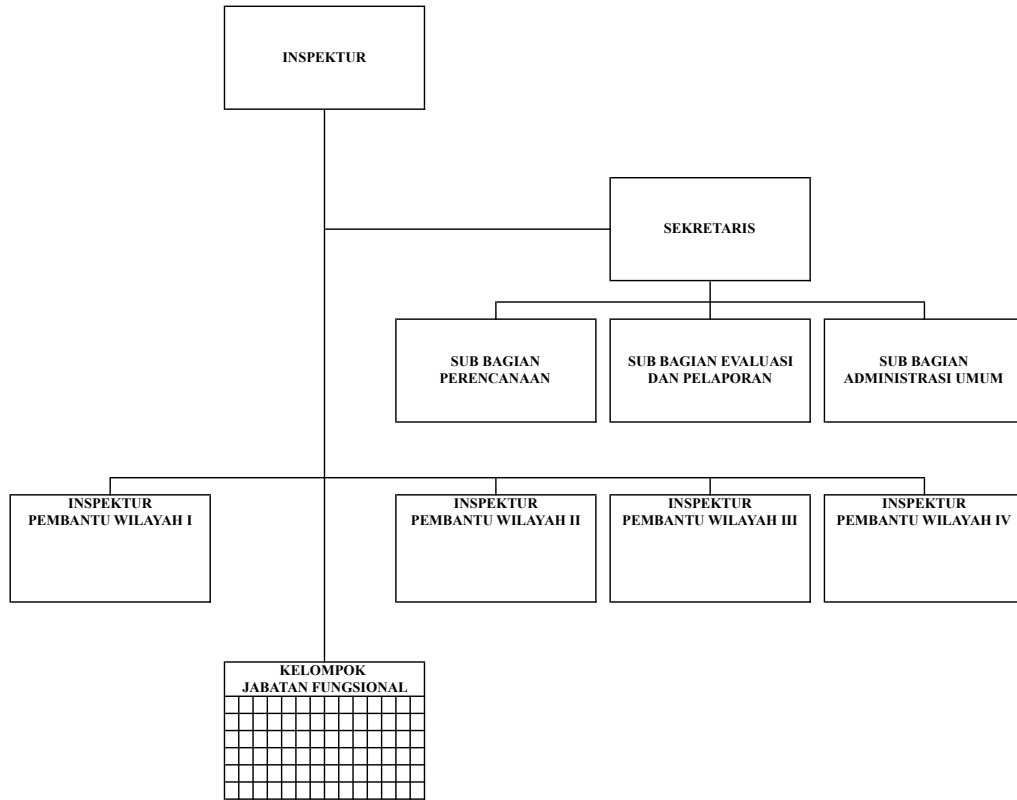 INSPEKTUR
SEKRETARIS
SUB BAGIAN
PERENCANAAN
SUB BAGIAN EVALUASI
DAN PELAPORAN
SUB BAGIAN
ADMINISTRASI UMUM
INSPEKTUR
PEMBANTU WILAYAH I
INSPEKTUR
PEMBANTU WILAYAH II
INSPEKTUR
PEMBANTU WILAYAH III
INSPEKTUR
PEMBANTU WILAYAH IV
KELOMPOK
JABATAN FUNGSIONAL